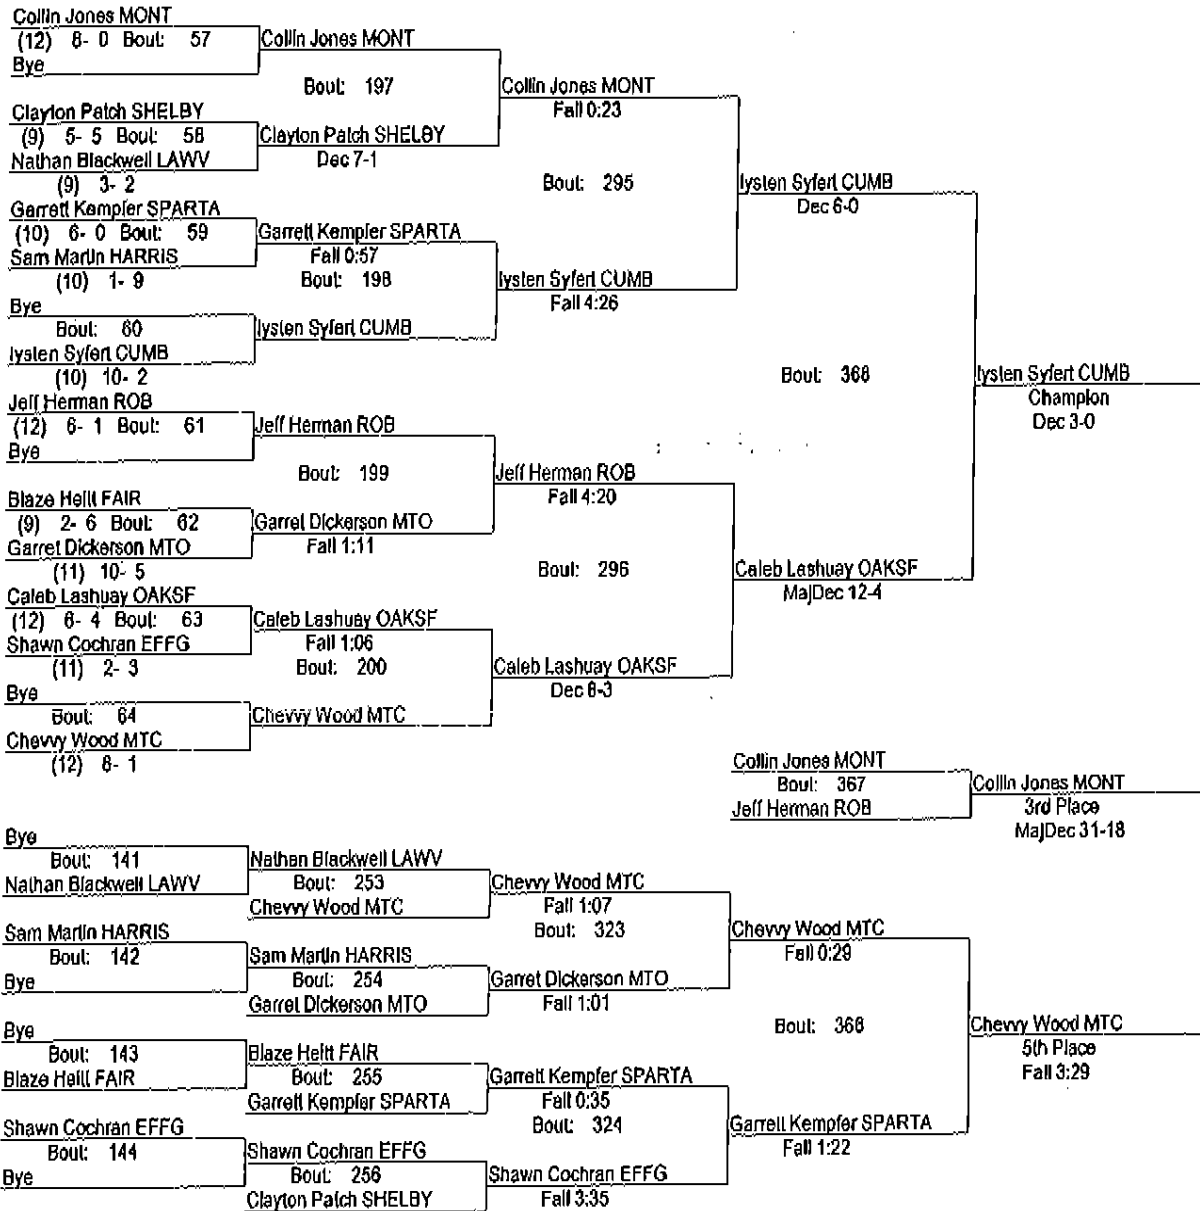 Collin Jones MONT
(12) 8- 0 Bout: 57
Bye
Collin Jones MONT
Bout: 197
Clayton Patch SHELBY
(9) 5- 5 Bout: 58
Nathan Blackwell LAWV
(9) 3- 2
Clayton Patch SHELBY
Dec 7-1
Collin Jones MONT
Fall 0:23
Bout: 295
Garrett Kempfer SPARTA
(10) 6- 0 Bout: 59
Sam Martin HARRIS
(10) 1- 9
Garrett Kempfer SPARTA
Fall 0:57
Bout: 198
Bye
Bout: 60
Iysten Syfert CUMB
(10) 10- 2
Iysten Syfert CUMB
Iysten Syfert CUMB
Fall 4:26
Iysten Syfert CUMB
Dec 6-0
Bout: 368
Iysten Syfert CUMB
Champion
Dec 3-0
Jeff Herman ROB
(12) 6- 1 Bout: 61
Bye
Jeff Herman ROB
Bout: 199
Blaze Heitt FAIR
(9) 2- 6 Bout: 62
Garret Dickerson MTO
(11) 10- 5
Garret Dickerson MTO
Fall 1:11
Jeff Herman ROB
Fall 4:20
Bout: 296
Caleb Lashuay OAKSF
(12) 6- 4 Bout: 63
Shawn Cochran EFFG
(11) 2- 3
Caleb Lashuay OAKSF
Fall 1:06
Bout: 200
Bye
Bout: 64
Chevvy Wood MTC
(12) 8- 1
Chevvy Wood MTC
Caleb Lashuay OAKSF
Dec 8-3
Caleb Lashuay OAKSF
MajDec 12-4
Collin Jones MONT
Bout: 367
Jeff Herman ROB
Collin Jones MONT
3rd Place
MajDec 31-18
Bye
Bout: 141
Nathan Blackwell LAWV
Nathan Blackwell LAWV
Bout: 253
Chevvy Wood MTC
Chevvy Wood MTC
Fall 1:07
Bout: 323
Sam Martin HARRIS
Bout: 142
Bye
Sam Martin HARRIS
Bout: 254
Garret Dickerson MTO
Garret Dickerson MTO
Fall 1:01
Chevvy Wood MTC
Fall 0:29
Bout: 366
Bye
Bout: 143
Blaze Heitt FAIR
Blaze Heitt FAIR
Bout: 255
Garrett Kempfer SPARTA
Garrett Kempfer SPARTA
Fall 0:35
Bout: 324
Shawn Cochran EFFG
Bout: 144
Bye
Shawn Cochran EFFG
Bout: 256
Clayton Patch SHELBY
Shawn Cochran EFFG
Fall 3:35
Garrett Kempfer SPARTA
Fall 1:22
Chevvy Wood MTC
5th Place
Fall 3:29